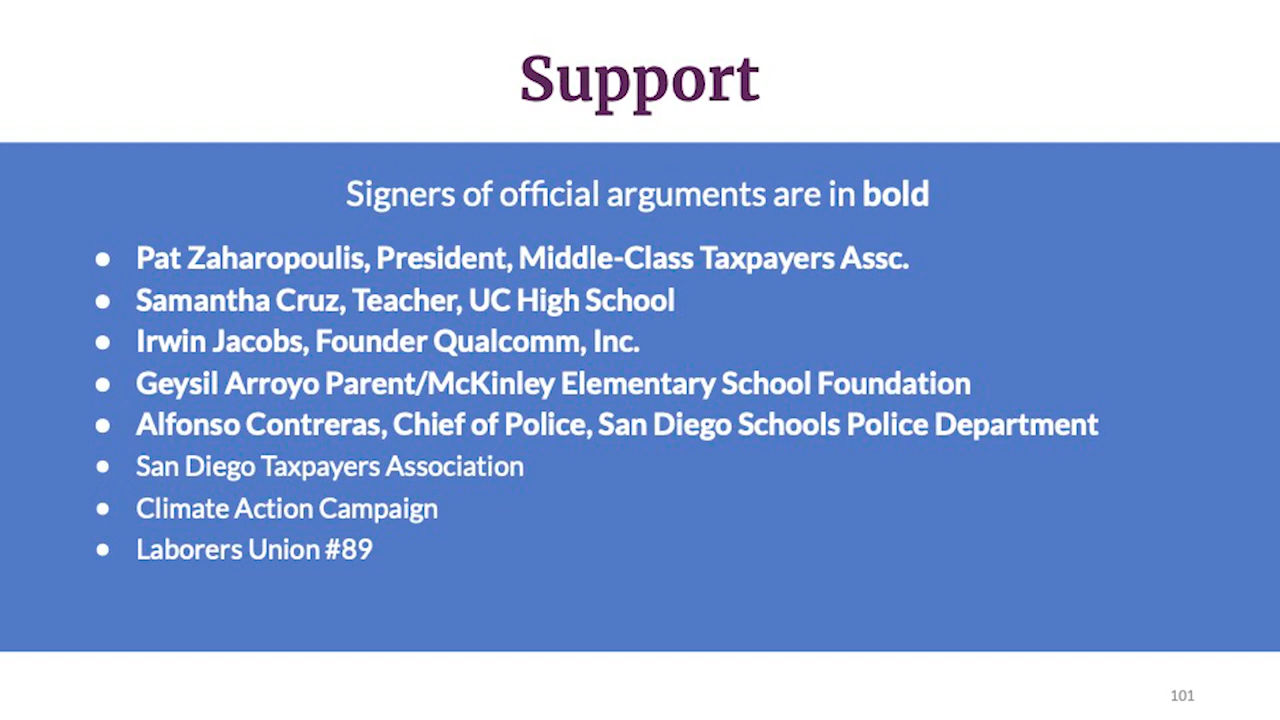 Support
Signers of official arguments are in bold
● Pat Zaharopoulis, President, Middle-Class Taxpayers Assc.
● Samantha Cruz, Teacher, UC High School
● Irwin Jacobs, Founder Qualcomm, Inc.
● Geysil Arroyo Parent/McKinley Elementary School Foundation
● Alfonso Contreras, Chief of Police, San Diego Schools Police Department
● San Diego Taxpayers Association
● Climate Action Campaign
● Laborers Union #89
101